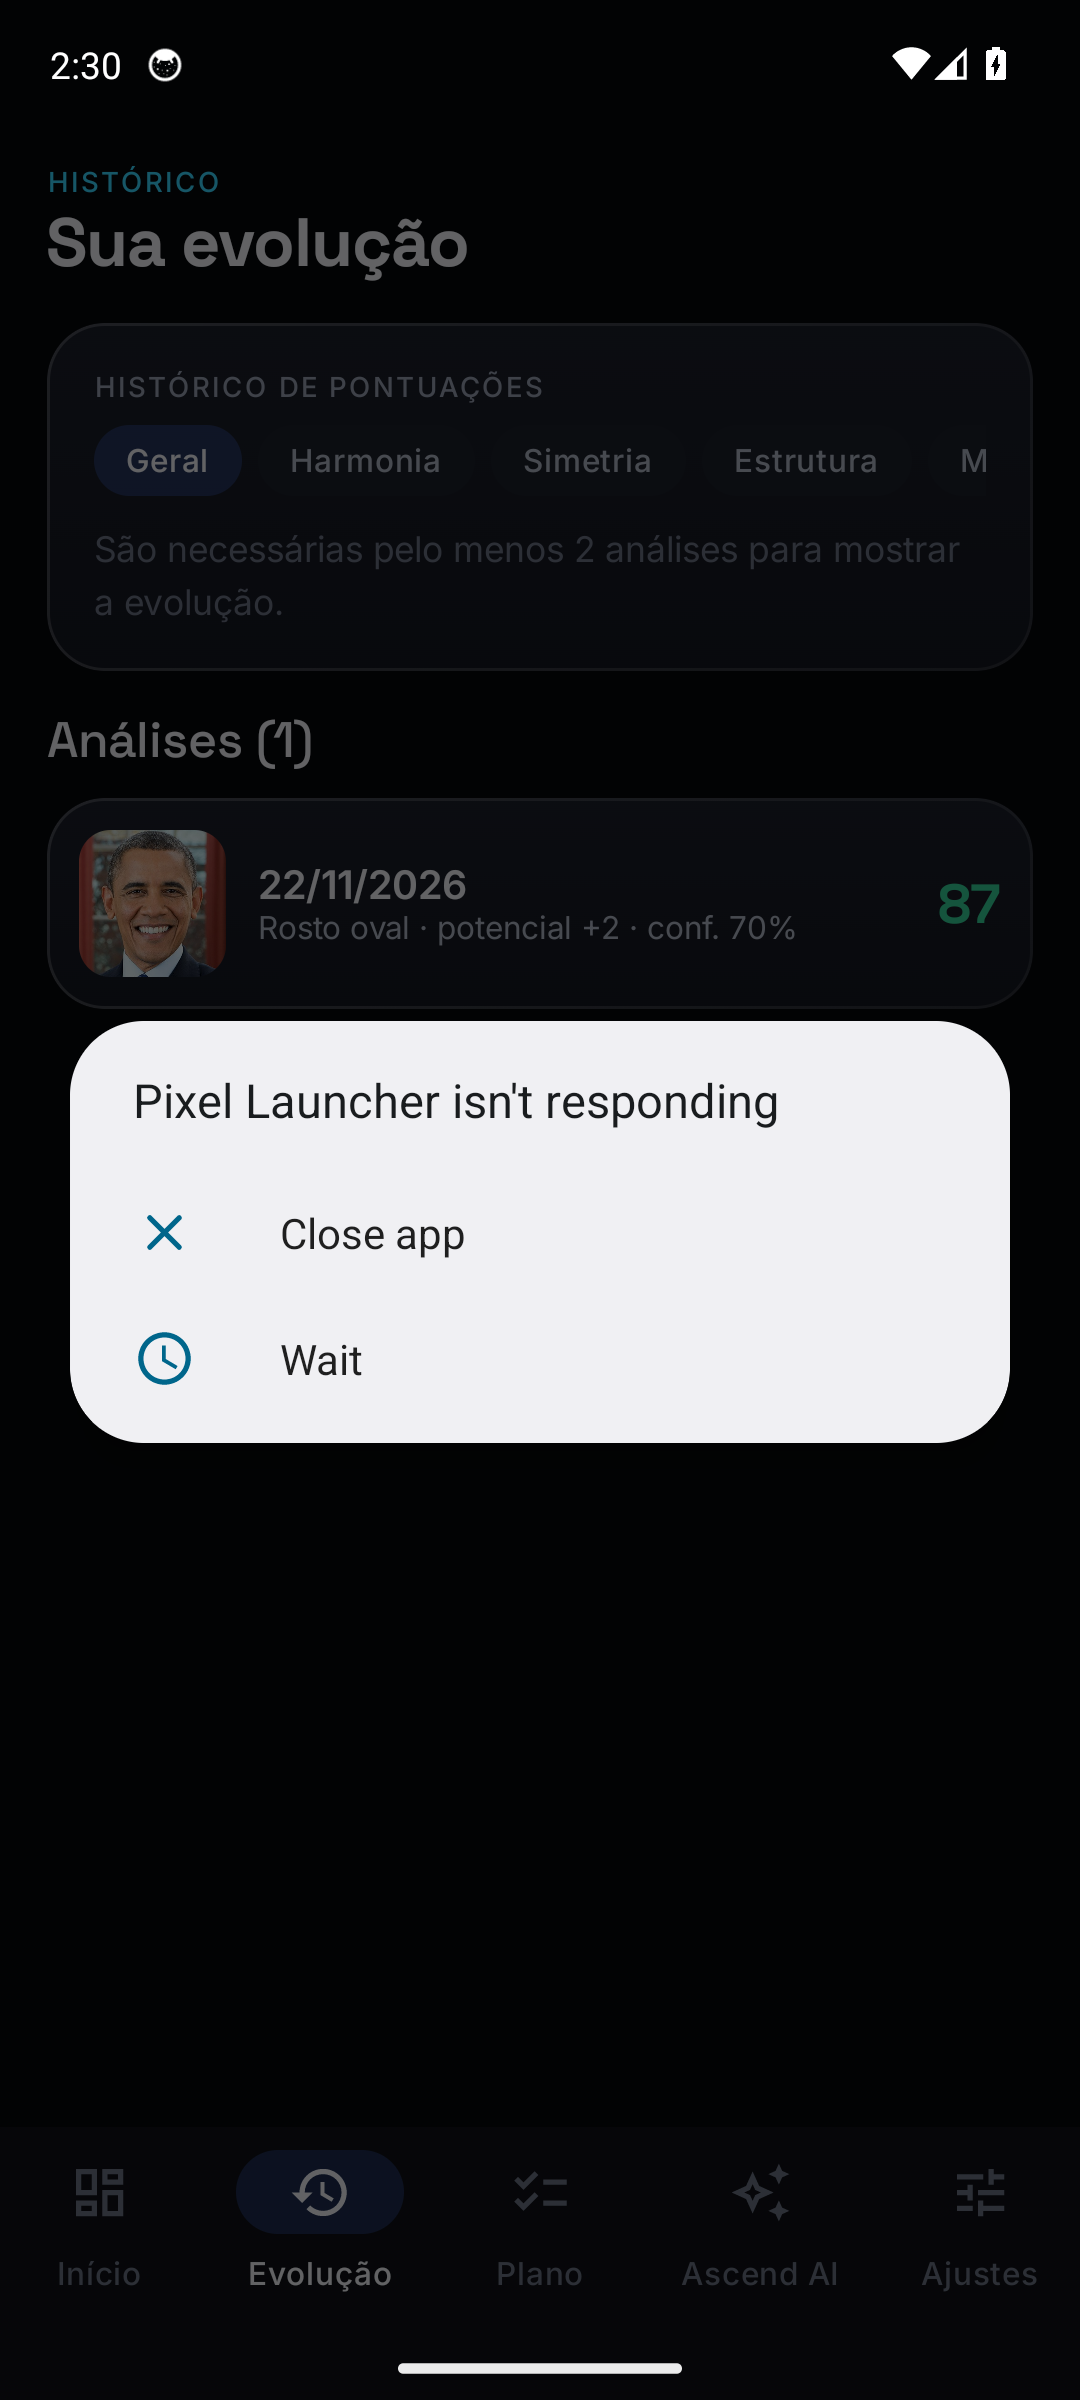 2:30
HISTÓRICO
Sua evolução
HISTÓRICO DE PONTUAÇÕES
Geral Harmonia Simetria Estrutura M
São necessárias pelo menos 2 análises para mostrar
a evolução.
Análises (1)
22/11/2026
Rosto oval · potencial +2 · conf. 70%
87
Pixel Launcher isn't responding
Close app
Wait
Início Evolução Plano Ascend AI Ajustes